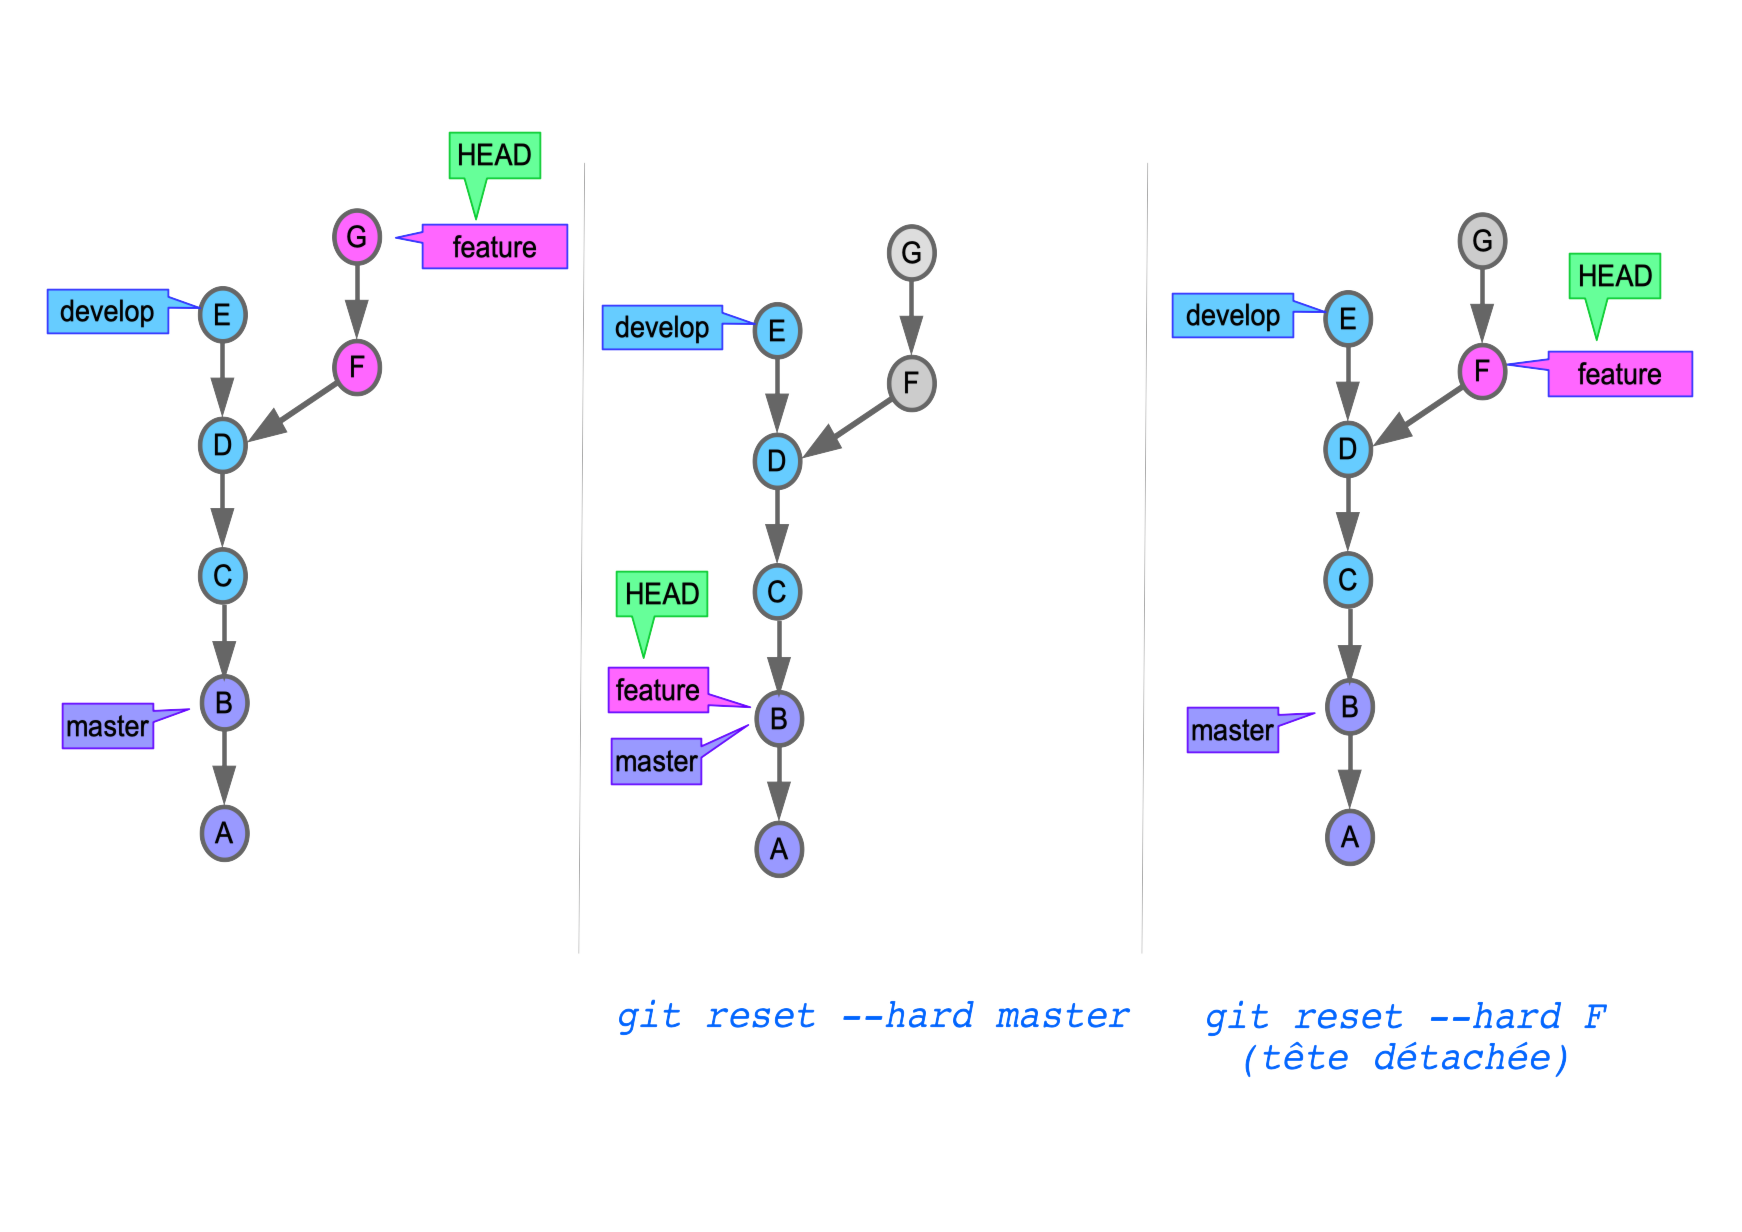 HEAD
G
feature
develop
E
F
D
C
B
master
A
G
develop
E
F
D
HEAD
C
feature
B
master
A
G
HEAD
develop
E
F
feature
D
C
B
master
A
git reset --hard master
git reset --hard F
(tête détachée)